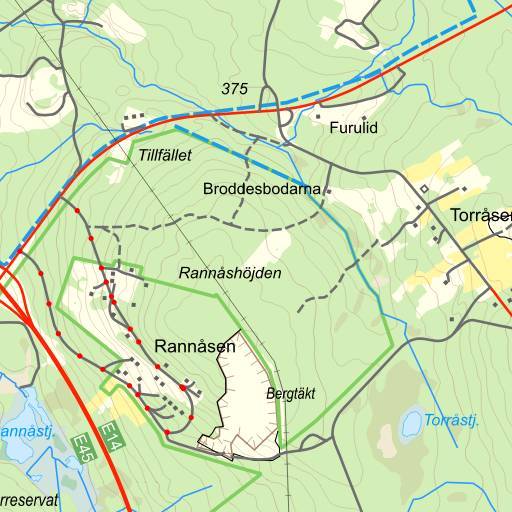 375
Furulid
Tillfället
Broddesbodarna
Torråsen
Rannåshöjden
Rannåsen
Bergtäkt
Torråstj.
annåstj.
E45
E14
rreservat